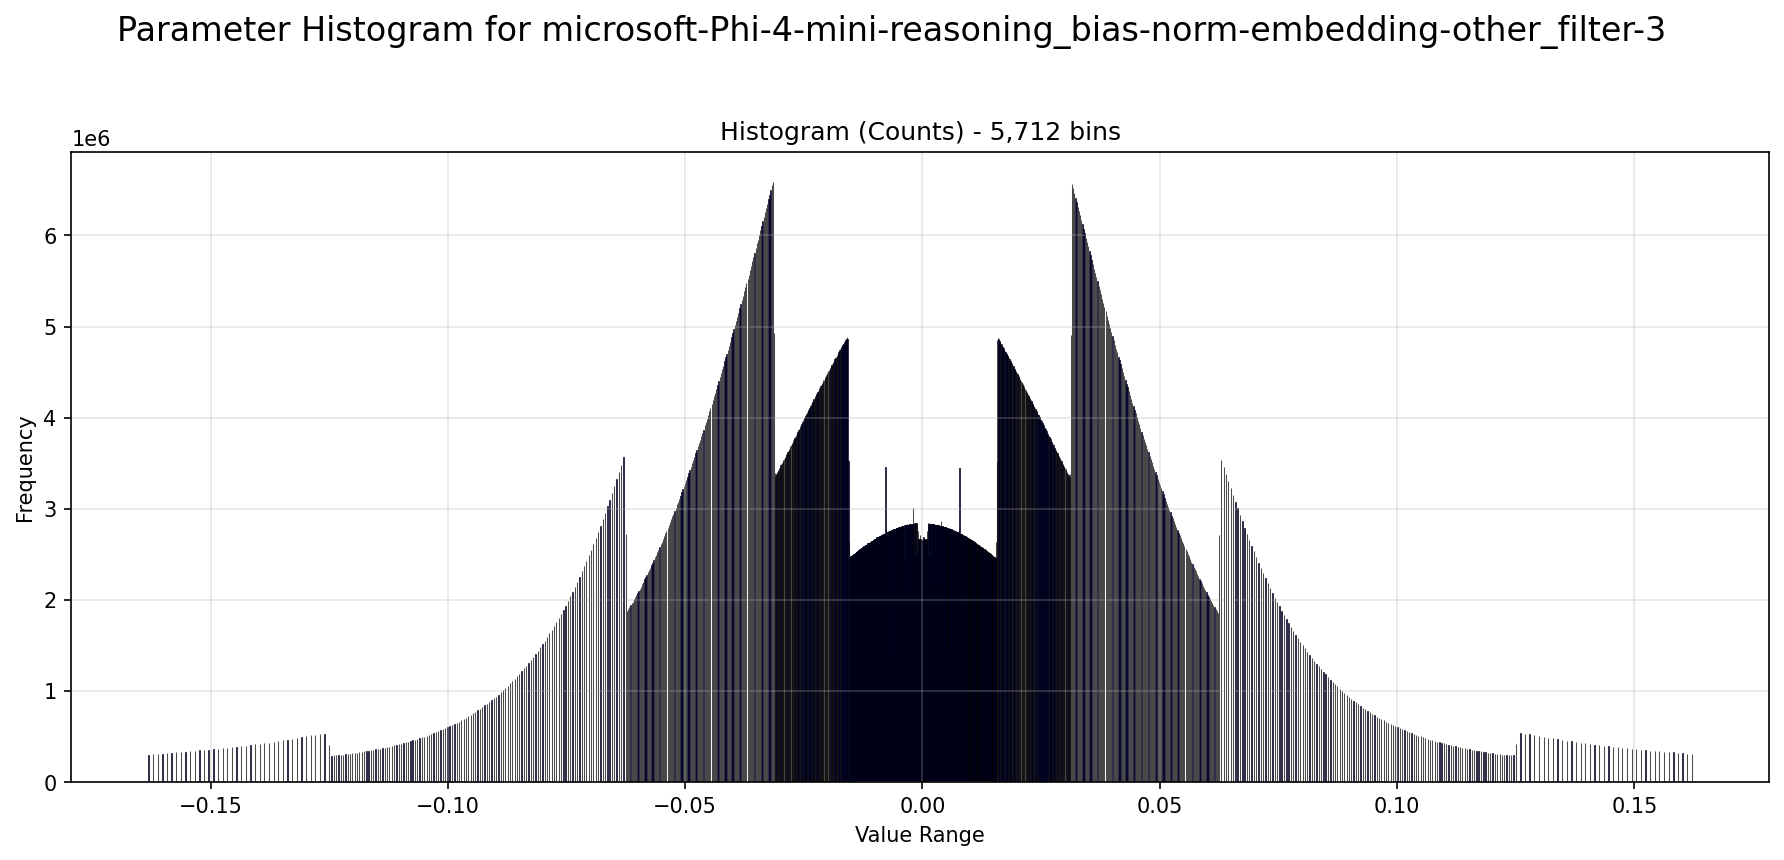 Parameter Histogram for microsoft-Phi-4-mini-reasoning_bias-norm-embedding-other_filter-3
Histogram (Counts) - 5,712 bins
1e6
6
5
4
3
2
1
0
Frequency
−0.15 −0.10 −0.05 0.00 0.05 0.10 0.15
Value Range